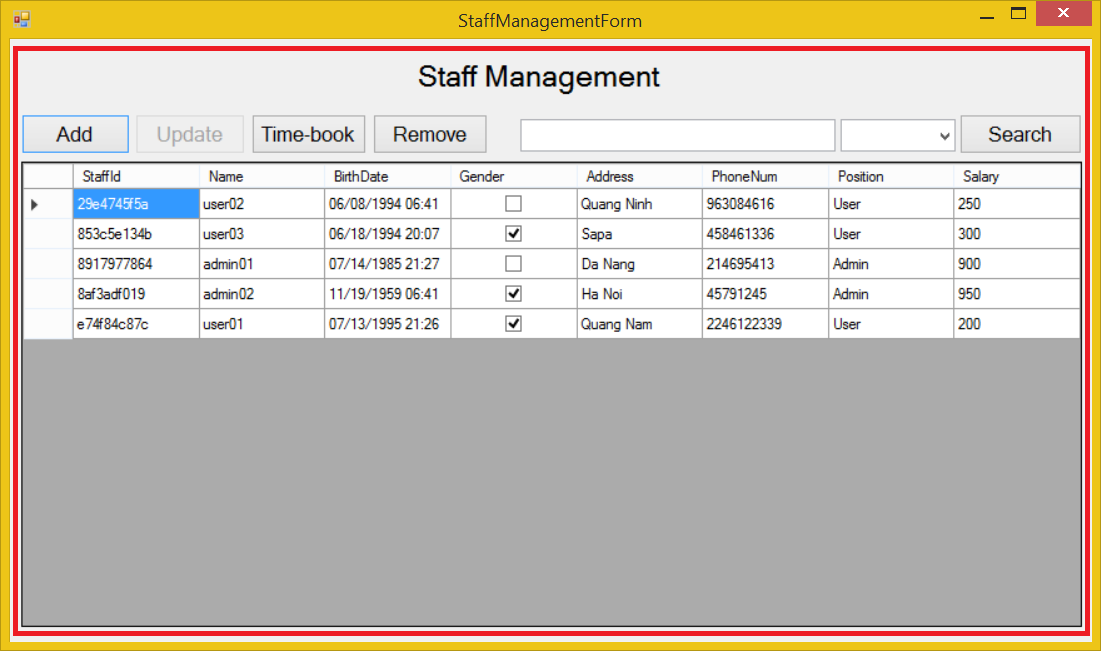 StaffManagementForm
Staff Management
Add Update Time-book Remove Search
StaffId Name BirthDate Gender Address PhoneNum Position Salary
29e4745f5a user02 06/08/1994 06:41 Quang Ninh 963084616 User 250
853c5e134b user03 06/18/1994 20:07 Sapa 458461336 User 300
8917977864 admin01 07/14/1985 21:27 Da Nang 214695413 Admin 900
8af3adf019 admin02 11/19/1959 06:41 Ha Noi 45791245 Admin 950
e74f84c87c user01 07/13/1995 21:26 Quang Nam 2246122339 User 200